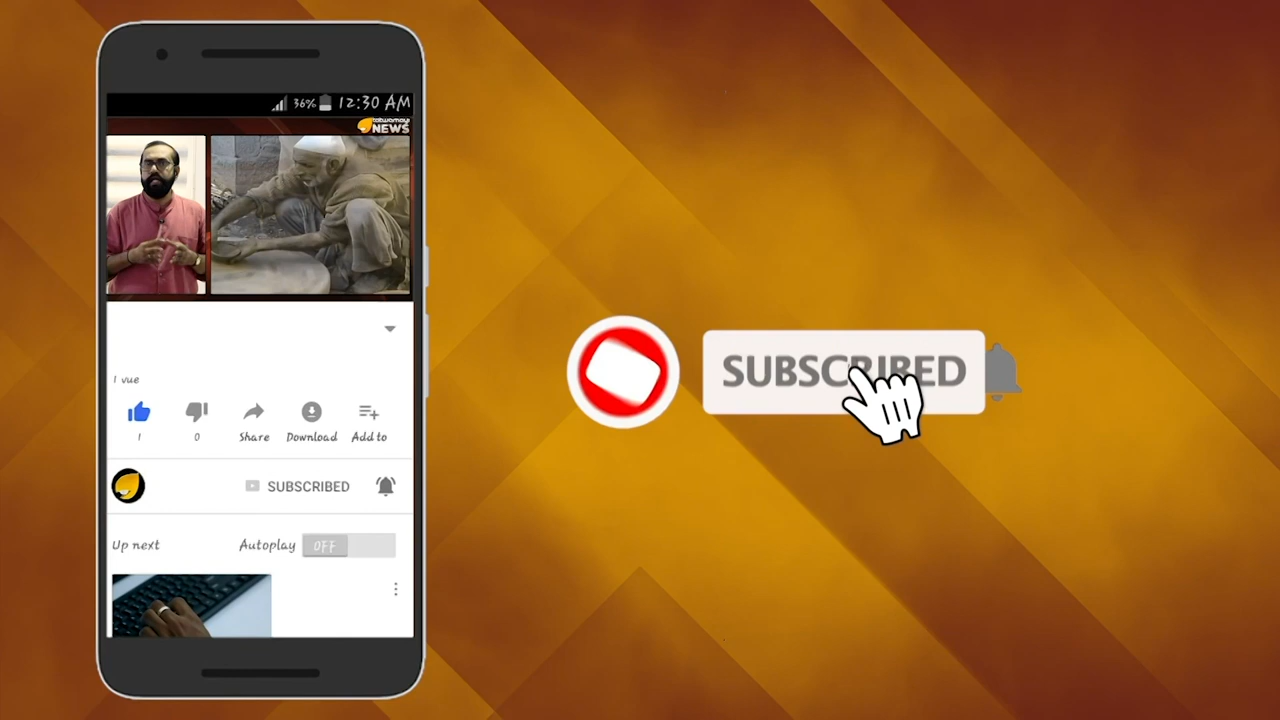 36% 12:30 AM
tatwamayi
NEWS
1 vue
1 0 Share Download Add to
SUBSCRIBED
Up next Autoplay OFF
SUBSCRIBED